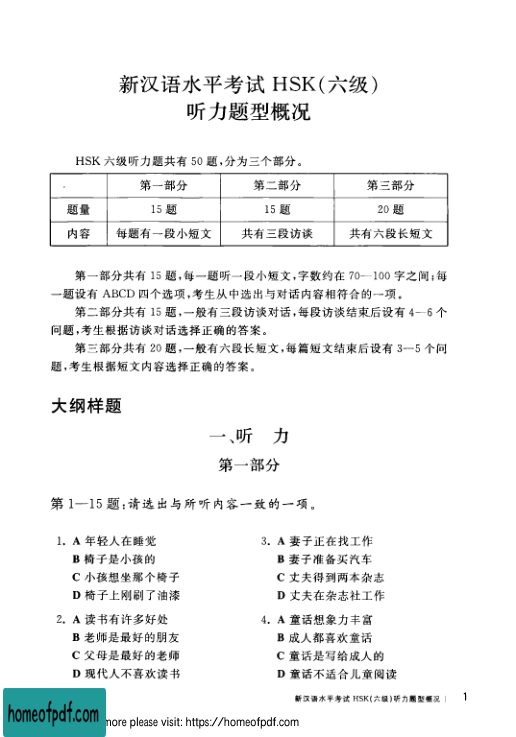 新汉语水平考试 HSK(六级)
听力题型概况
HSK 六级听力题共有 50 题,分为三个部分。
第一部分 第二部分 第三部分
题量 15 题 15 题 20 题
内容 每题有一段小短文 共有三段访谈 共有六段长短文
第一部分共有 15 题,每一题听一段小短文,字数约在 70—100 字之间;每
一题设有 ABCD 四个选项,考生从中选出与对话内容相符合的一项。
第二部分共有 15 题,一般有三段访谈对话,每段访谈结束后设有 4—6 个
问题,考生根据访谈对话选择正确的答案。
第三部分共有 20 题,一般有六段长短文,每篇短文结束后设有 3—5 个问
题,考生根据短文内容选择正确的答案。
大纲样题
一、听 力
第一部分
第 1—15 题:请选出与所听内容一致的一项。
1. A 年轻人在睡觉
B 椅子是小孩的
C 小孩想坐那个椅子
D 椅子上刚刷了油漆
2. A 读书有许多好处
B 老师是最好的朋友
C 父母是最好的老师
D 现代人不喜欢读书
3. A 妻子正在找工作
B 妻子准备买汽车
C 丈夫得到两本杂志
D 丈夫在杂志社工作
4. A 童话想象力丰富
B 成人都喜欢童话
C 童话是写给成人的
D 童话不适合儿童阅读
新汉语水平考试 HSK(六级)听力题型概况 | 1
homeofpdf.com
more please visit: https://homeofpdf.com